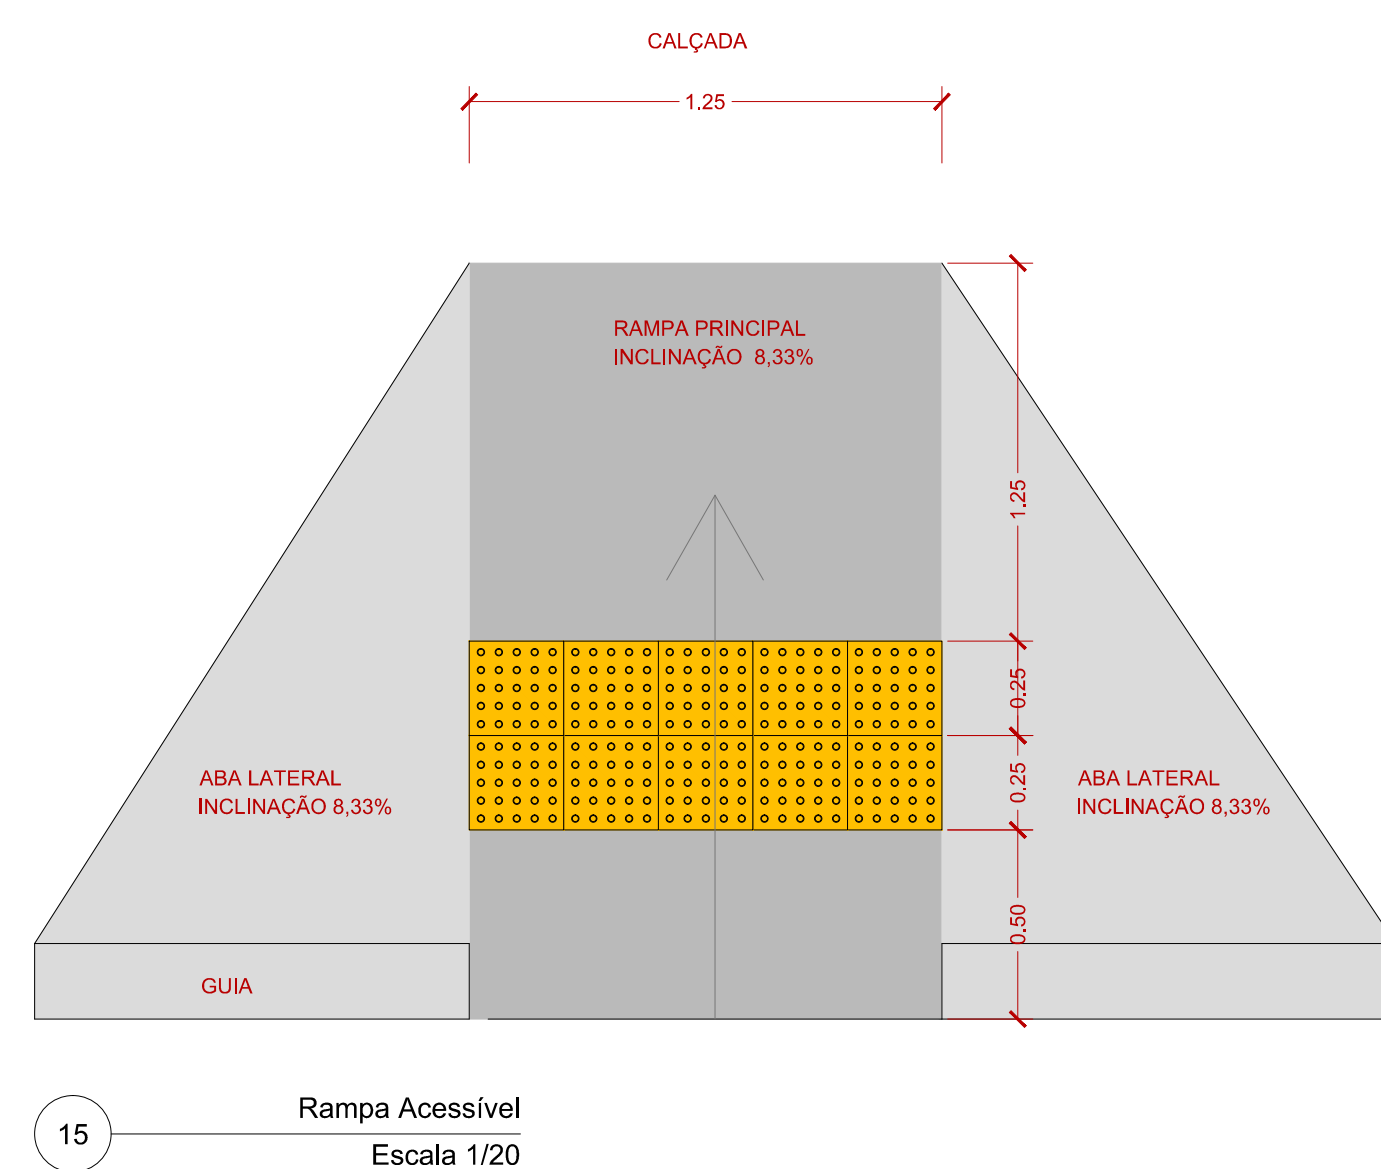 CALÇADA
1.25
RAMPA PRINCIPAL
INCLINAÇÃO 8,33%
1.25
0.25
0.25
ABA LATERAL
INCLINAÇÃO 8,33%
ABA LATERAL
INCLINAÇÃO 8,33%
0.50
GUIA
15
Rampa Acessível
Escala 1/20